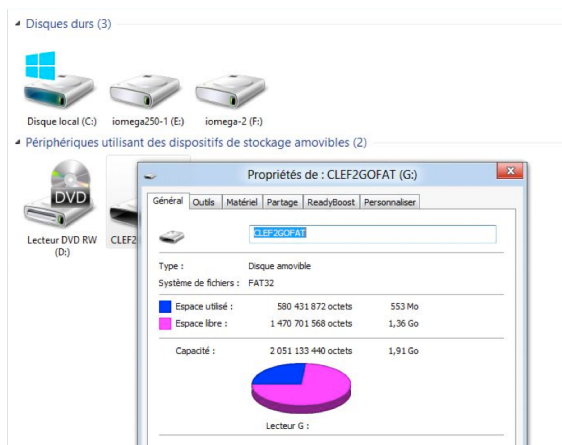 Disques durs (3)
Disque local (C:)
iomega250-1 (E:)
iomega-2 (F:)
Périphériques utilisant des dispositifs de stockage amovibles (2)
DVD
Lecteur DVD RW
(D:)
CLEF2
Propriétés de : CLEF2GOFAT (G:)
Général Outils Matériel Partage ReadyBoost Personnaliser
CLEF2GOFAT
Type : Disque amovible
Système de fichiers : FAT32
Espace utilisé : 580 431 872 octets 553 Mo
Espace libre : 1 470 701 568 octets 1,36 Go
Capacité : 2 051 133 440 octets 1,91 Go
Lecteur G :